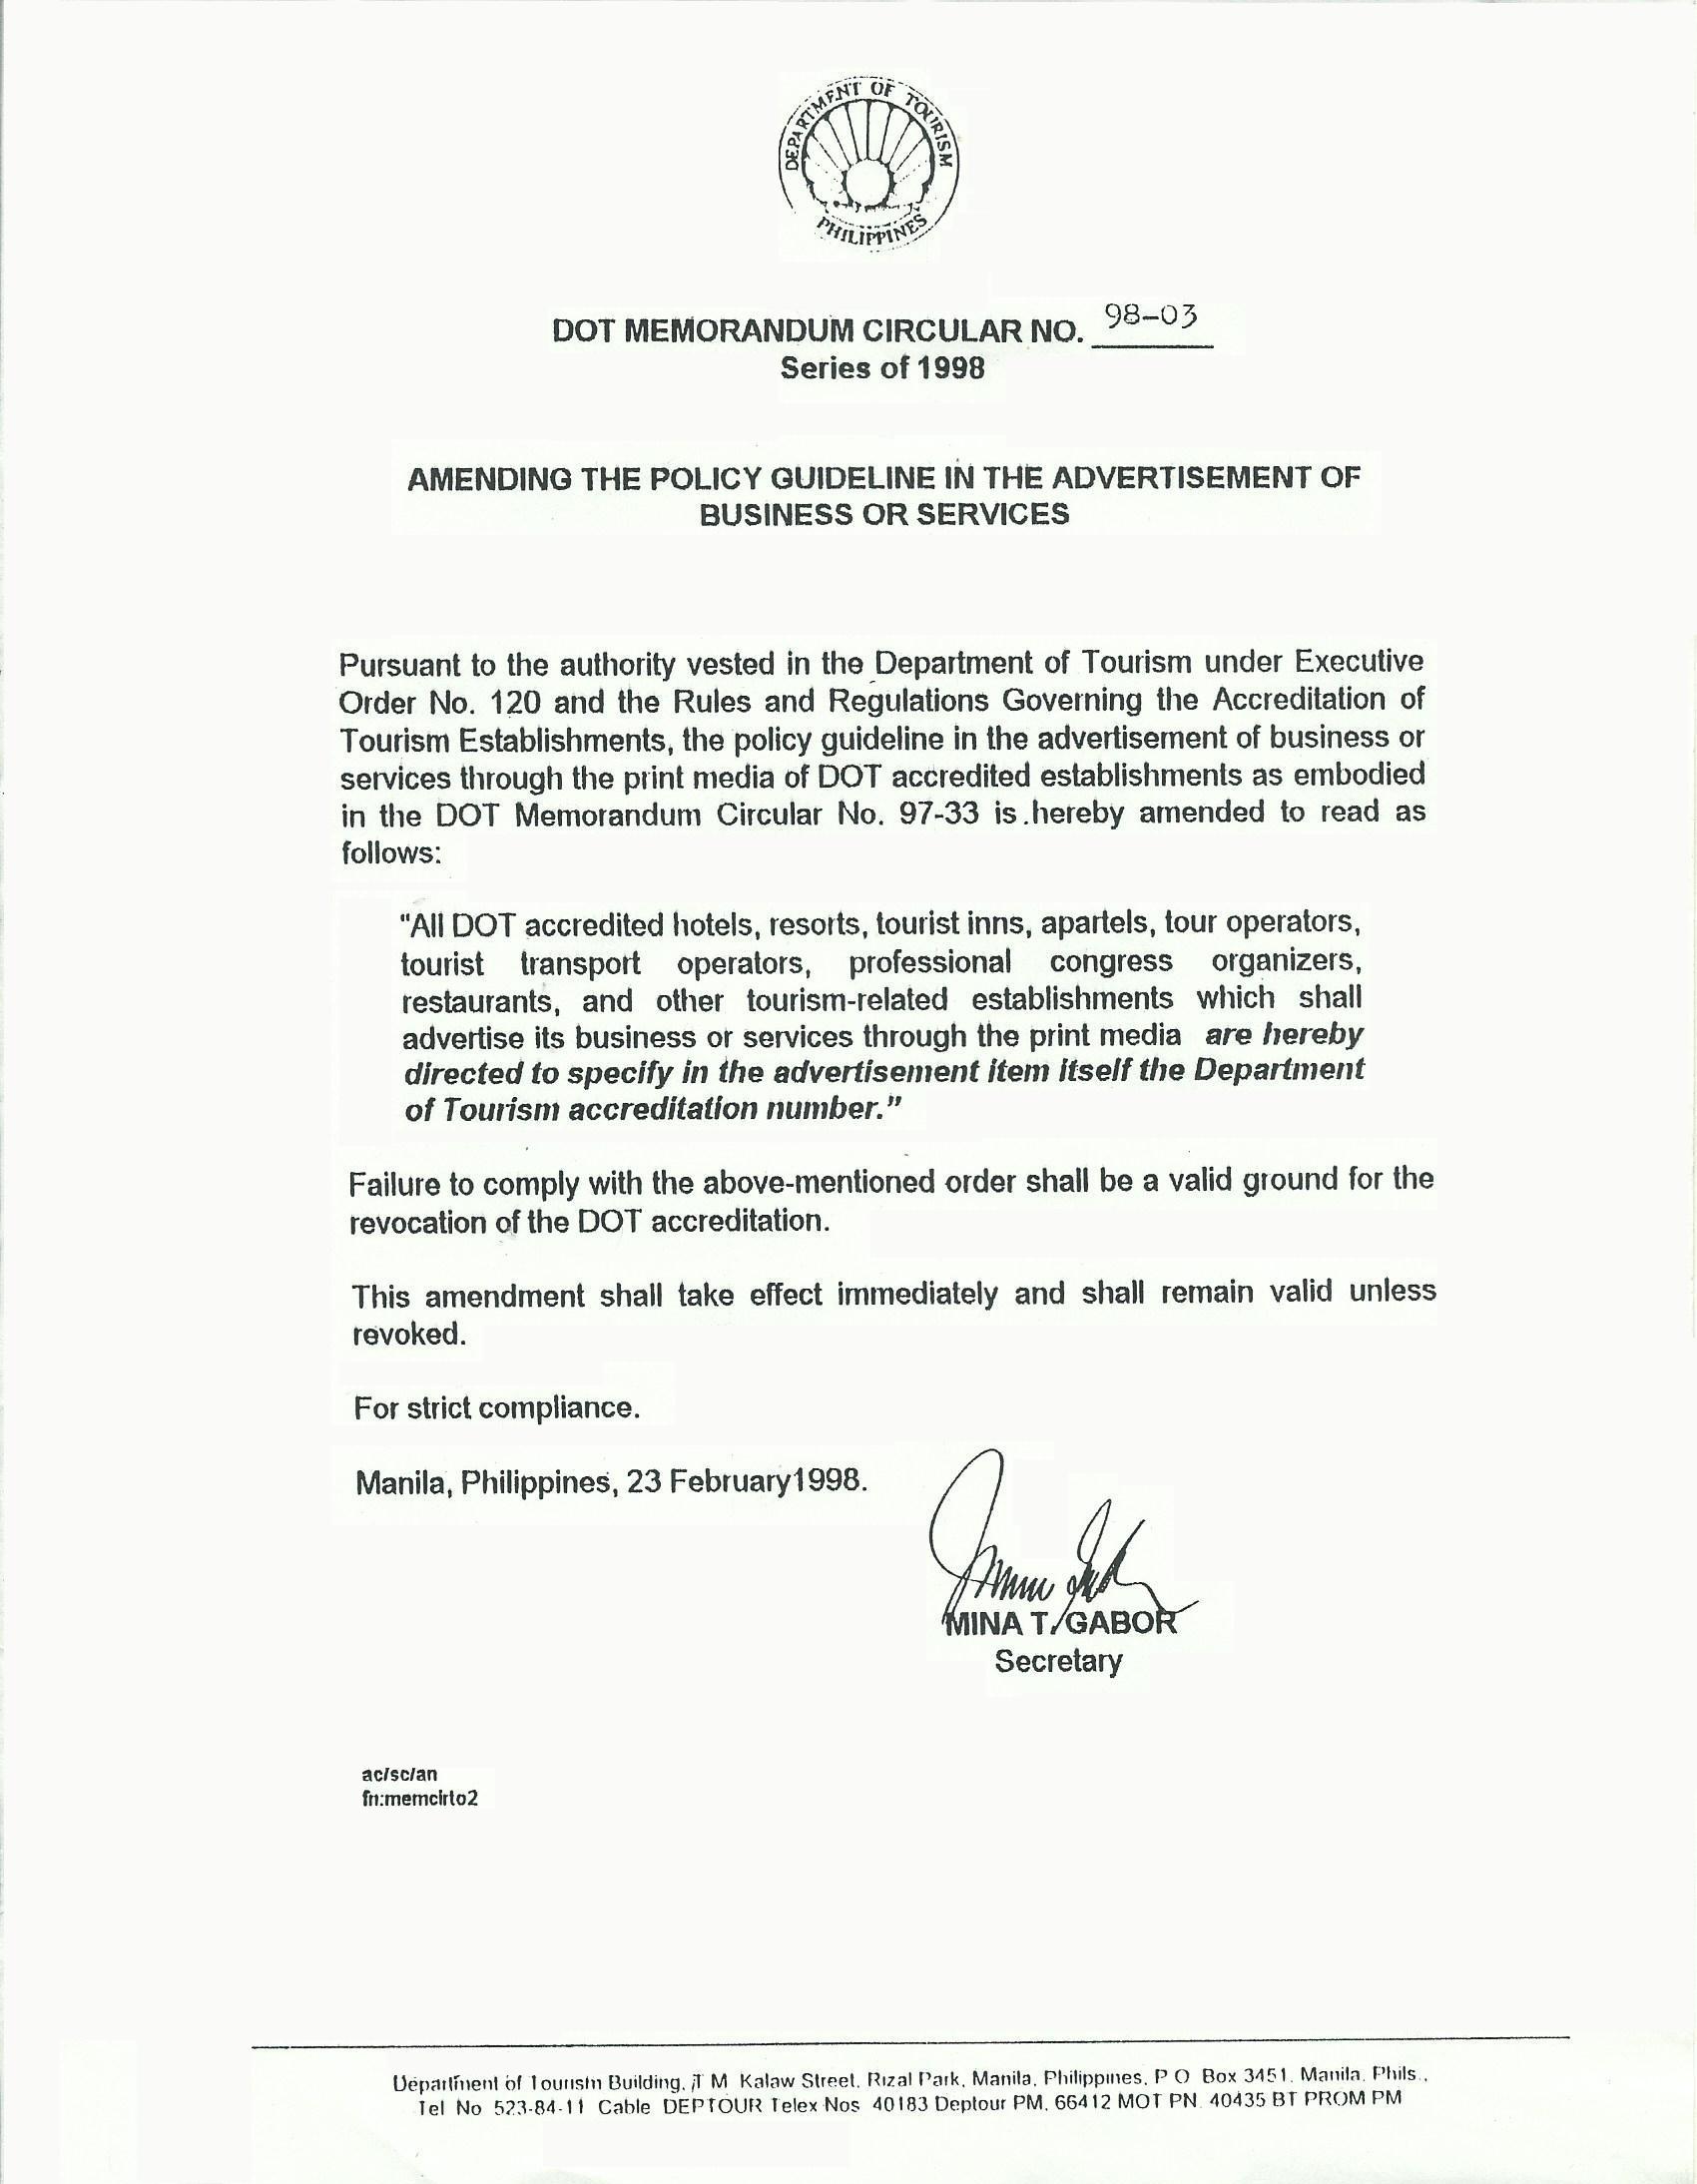 DEPARTMENT OF TOURISM
PHILIPPINES
DOT MEMORANDUM CIRCULAR NO. 98-03
Series of 1998
AMENDING THE POLICY GUIDELINE IN THE ADVERTISEMENT OF
BUSINESS OR SERVICES
Pursuant to the authority vested in the Department of Tourism under Executive
Order No. 120 and the Rules and Regulations Governing the Accreditation of
Tourism Establishments, the policy guideline in the advertisement of business or
services through the print media of DOT accredited establishments as embodied
in the DOT Memorandum Circular No. 97-33 is hereby amended to read as
follows:
"All DOT accredited hotels, resorts, tourist inns, apartels, tour operators,
tourist transport operators, professional congress organizers,
restaurants, and other tourism-related establishments which shall
advertise its business or services through the print media are hereby
directed to specify in the advertisement item itself the Department
of Tourism accreditation number."
Failure to comply with the above-mentioned order shall be a valid ground for the
revocation of the DOT accreditation.
This amendment shall take effect immediately and shall remain valid unless
revoked.
For strict compliance.
Manila, Philippines, 23 February1998.
MINA T. GABOR
Secretary
ac/sc/an
fn:memcirto2
Department of Tourism Building, T M Kalaw Street, Rizal Park, Manila, Philippines, P O Box 3451, Manila, Phils.,
Tel No 523-84-11 Cable DEPTOUR Telex Nos 40183 Deptour PM, 66412 MOT PN 40435 BT PROM PM